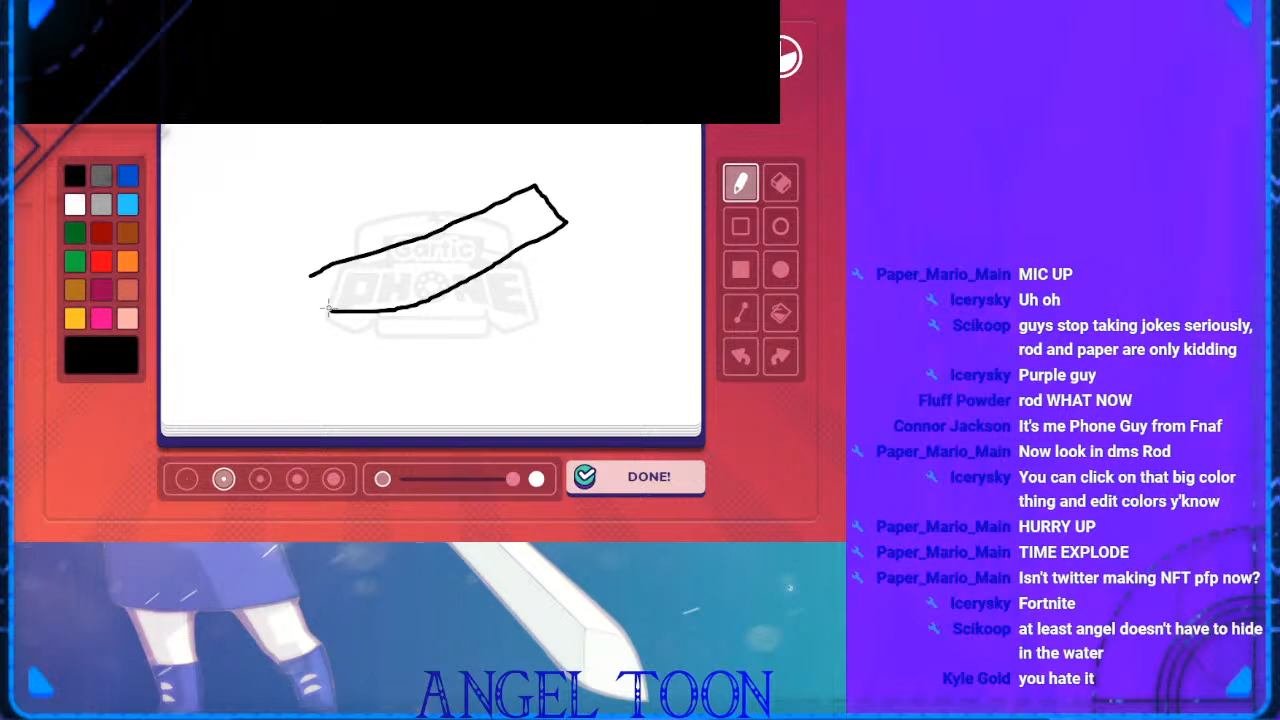 Gartic
PHONE
DONE!
Paper_Mario_Main MIC UP
Icerysky Uh oh
Scikoop guys stop taking jokes seriously,
rod and paper are only kidding
Icerysky Purple guy
Fluff Powder rod WHAT NOW
Connor Jackson It's me Phone Guy from Fnaf
Paper_Mario_Main Now look in dms Rod
Icerysky You can click on that big color
thing and edit colors y'know
Paper_Mario_Main HURRY UP
Paper_Mario_Main TIME EXPLODE
Paper_Mario_Main Isn't twitter making NFT pfp now?
Icerysky Fortnite
Scikoop at least angel doesn't have to hide
in the water
Kyle Gold you hate it
ANGEL TOON